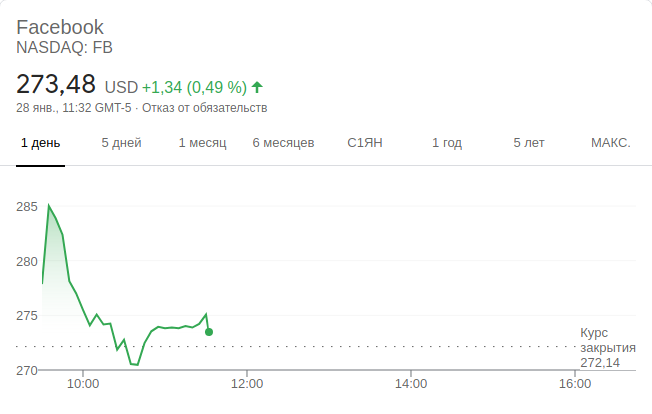 Facebook
NASDAQ: FB
273,48 USD +1,34 (0,49 %)
28 янв., 11:32 GMT-5 · Отказ от обязательств
1 день 5 дней 1 месяц 6 месяцев С1ЯН 1 год 5 лет МАКС.
285
280
275
Курс
закрытия
272,14
270
10:00 12:00 14:00 16:00